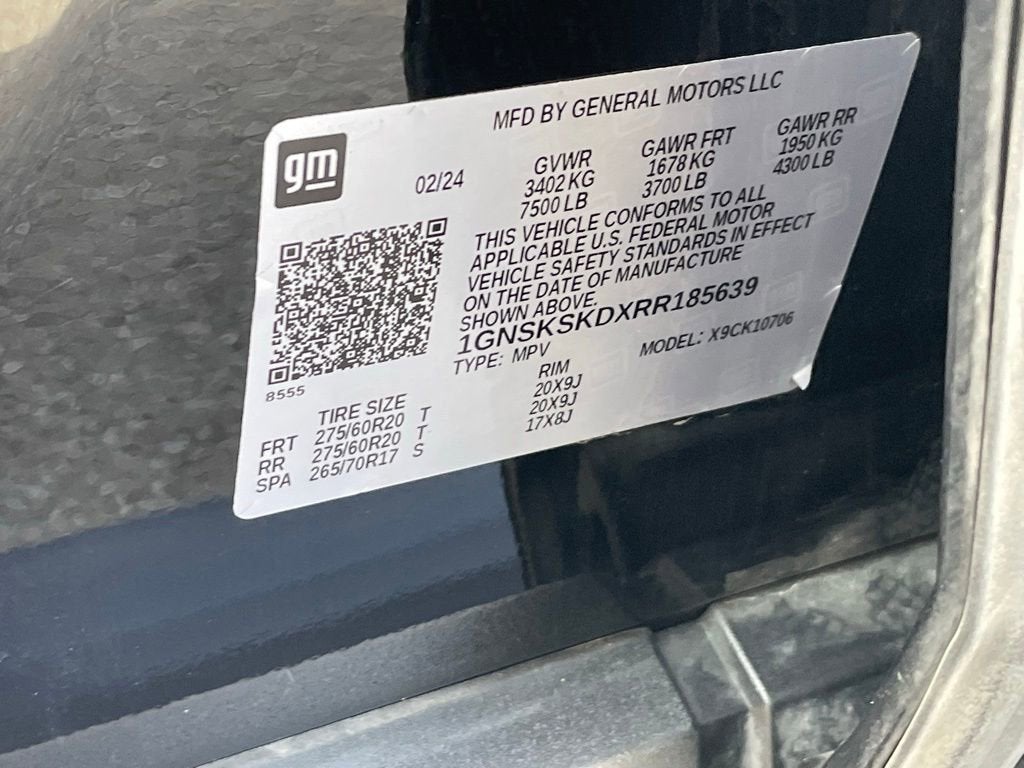 MFD BY GENERAL MOTORS LLC
gm
02/24
GVWR GAWR FRT GAWR RR
3402 KG 1678 KG 1950 KG
7500 LB 3700 LB 4300 LB
THIS VEHICLE CONFORMS TO ALL
APPLICABLE U.S. FEDERAL MOTOR
VEHICLE SAFETY STANDARDS IN EFFECT
ON THE DATE OF MANUFACTURE
SHOWN ABOVE.
1GNSKSKDXRR185639
TYPE: MPV MODEL: X9CK10706
8555
TIRE SIZE RIM
FRT 275/60R20 T 20X9J
RR 275/60R20 T 20X9J
SPA 265/70R17 S 17X8J